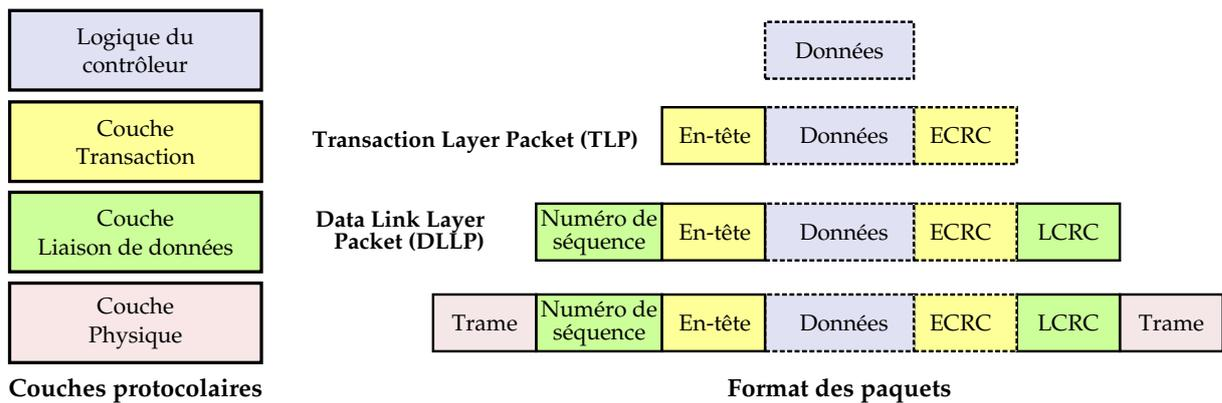 Logique du
contrôleur
Données
Couche
Transaction
Transaction Layer Packet (TLP)
En-tête
Données
ECRC
Couche
Liaison de données
Data Link Layer
Packet (DLLP)
Numéro de
séquence
En-tête
Données
ECRC
LCRC
Couche
Physique
Trame
Numéro de
séquence
En-tête
Données
ECRC
LCRC
Trame
Couches protocolaires
Format des paquets